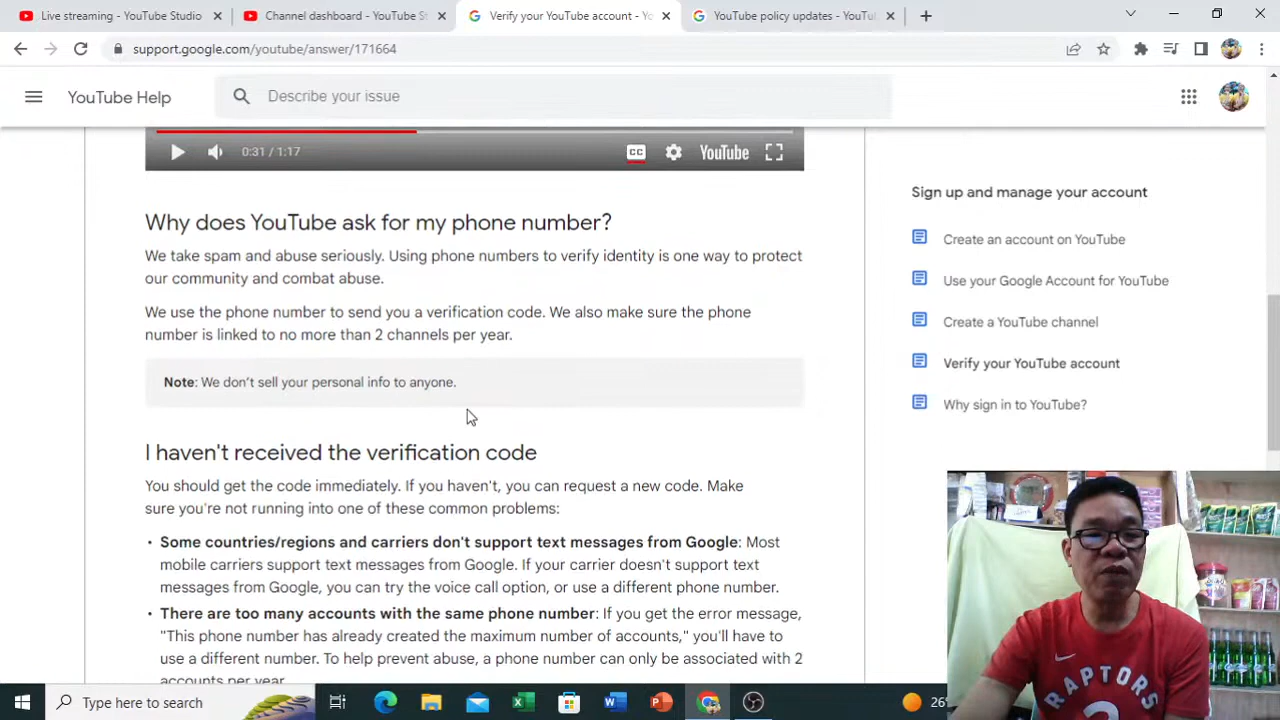 Live streaming - YouTube Studio
Channel dashboard - YouTube St
Verify your YouTube account - Yo
YouTube policy updates - YouTub
support.google.com/youtube/answer/171664
YouTube Help
Describe your issue
0:31 / 1:17
CC
YouTube
Why does YouTube ask for my phone number?
We take spam and abuse seriously. Using phone numbers to verify identity is one way to protect
our community and combat abuse.
We use the phone number to send you a verification code. We also make sure the phone
number is linked to no more than 2 channels per year.
Note: We don't sell your personal info to anyone.
I haven't received the verification code
You should get the code immediately. If you haven't, you can request a new code. Make
sure you're not running into one of these common problems:
• Some countries/regions and carriers don't support text messages from Google: Most
mobile carriers support text messages from Google. If your carrier doesn't support text
messages from Google, you can try the voice call option, or use a different phone number.
• There are too many accounts with the same phone number: If you get the error message,
"This phone number has already created the maximum number of accounts," you'll have to
use a different number. To help prevent abuse, a phone number can only be associated with 2
accounts per year.
Sign up and manage your account
Create an account on YouTube
Use your Google Account for YouTube
Create a YouTube channel
Verify your YouTube account
Why sign in to YouTube?
RAPTORS
2
Type here to search
26